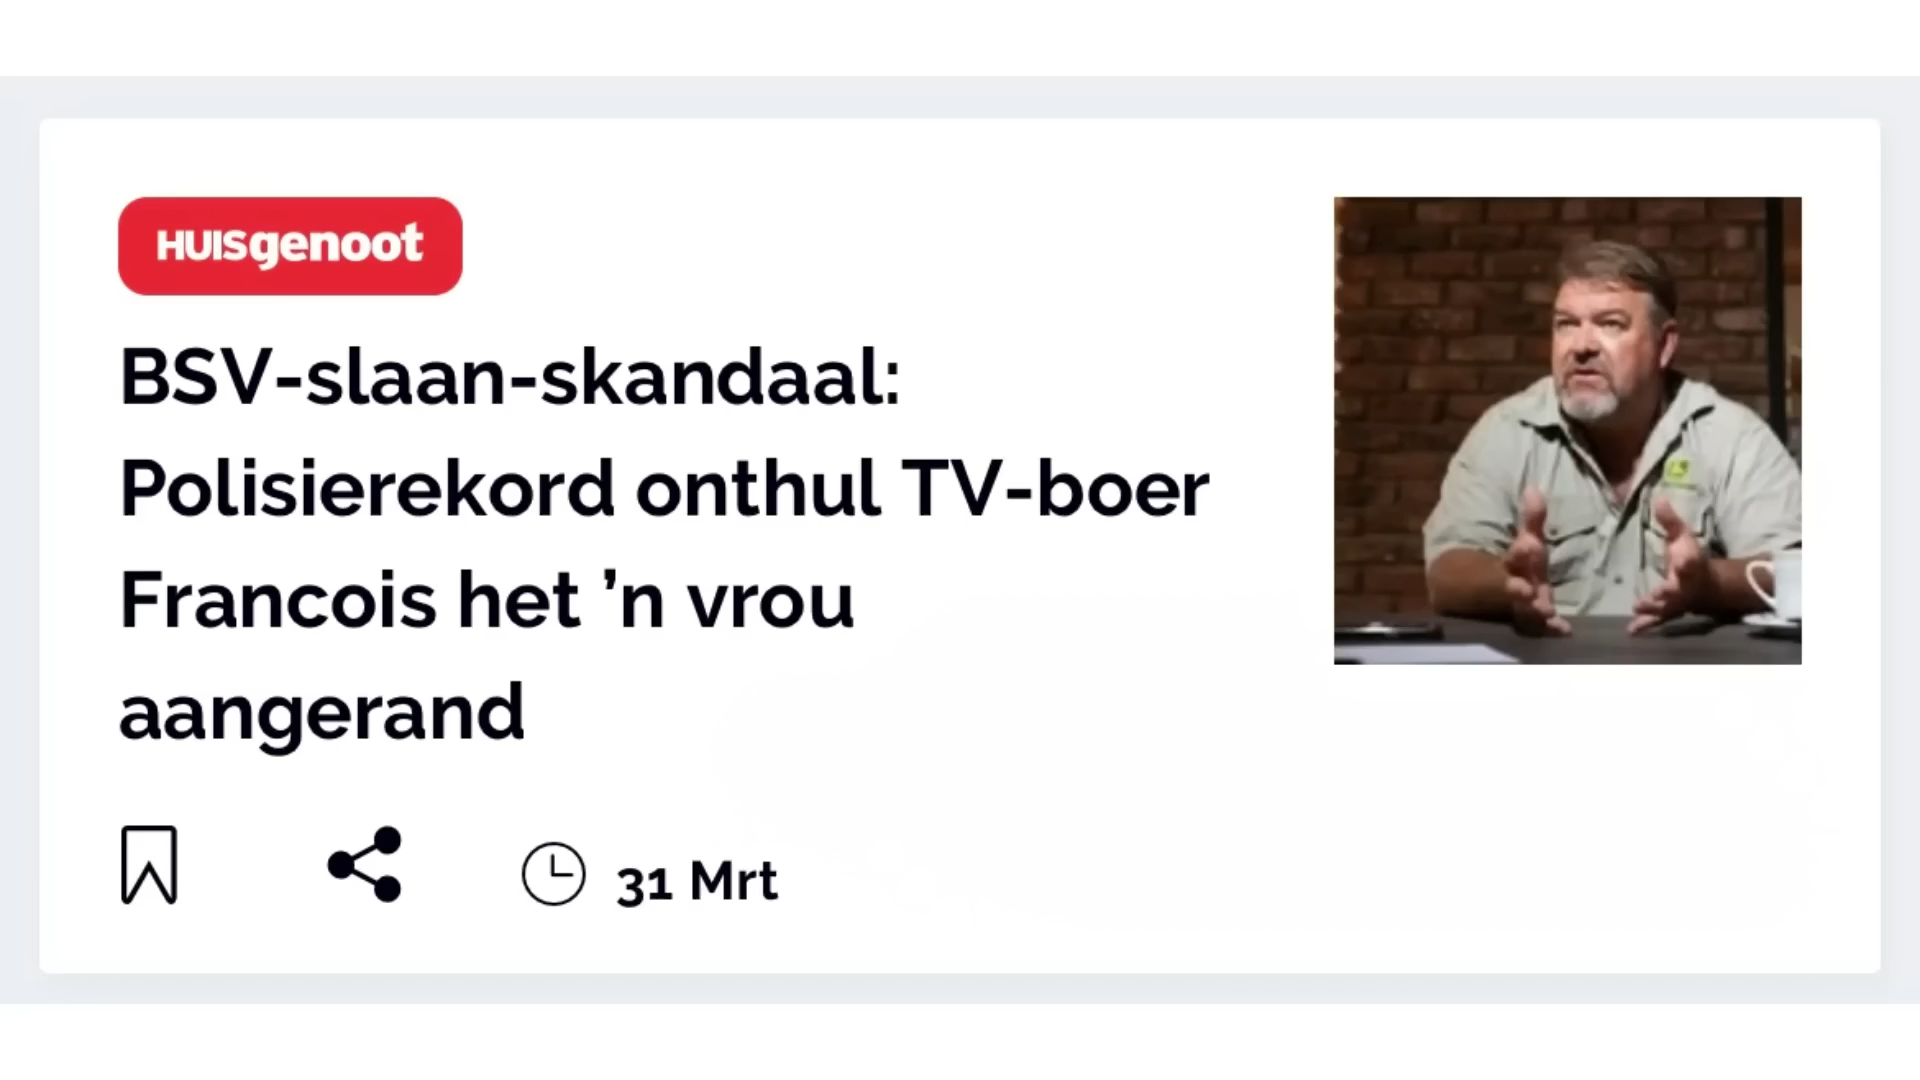 HUISgenoot
BSV-slaan-skandaal:
Polisierekord onthul TV-boer
Francois het ’n vrou
aangerand
31 Mrt